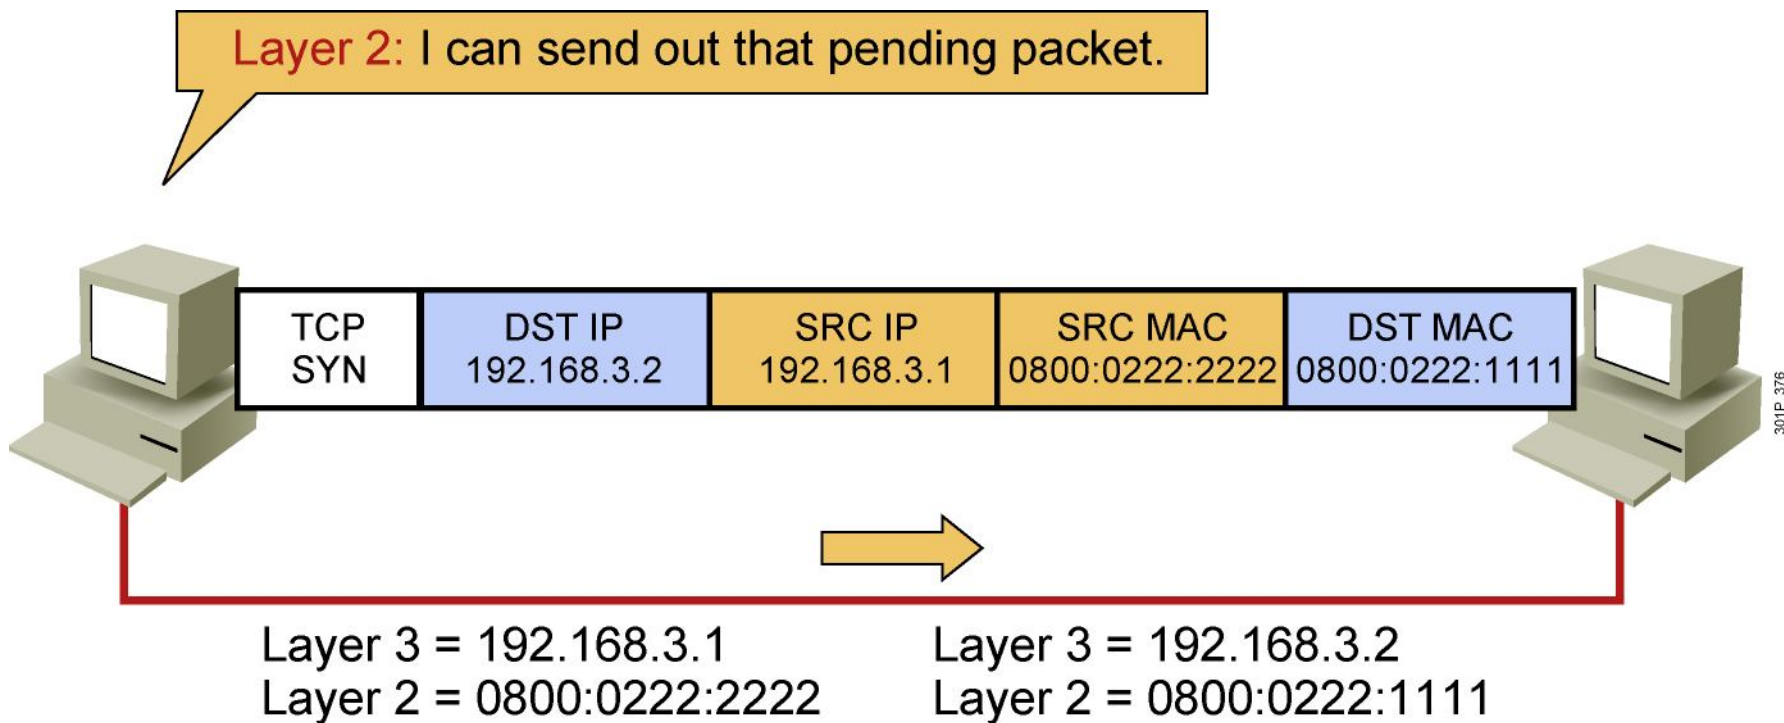 Layer 2: I can send out that pending packet.
TCP
SYN
DST IP
192.168.3.2
SRC IP
192.168.3.1
SRC MAC
0800:0222:2222
DST MAC
0800:0222:1111
301P_376
Layer 3 = 192.168.3.1
Layer 2 = 0800:0222:2222
Layer 3 = 192.168.3.2
Layer 2 = 0800:0222:1111